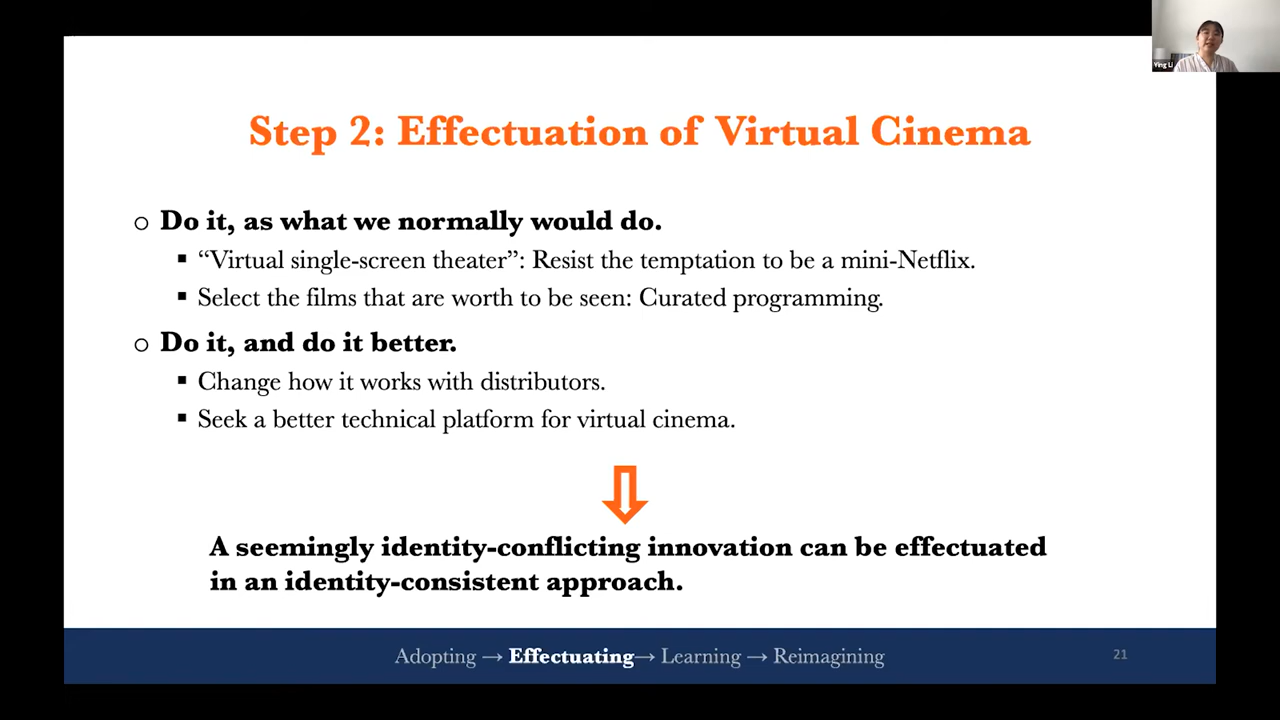 Ying Li
Step 2: Effectuation of Virtual Cinema
Do it, as what we normally would do.
“Virtual single-screen theater”: Resist the temptation to be a mini-Netflix.
Select the films that are worth to be seen: Curated programming.
Do it, and do it better.
Change how it works with distributors.
Seek a better technical platform for virtual cinema.
A seemingly identity-conflicting innovation can be effectuated
in an identity-consistent approach.
Adopting → Effectuating→ Learning → Reimagining
21